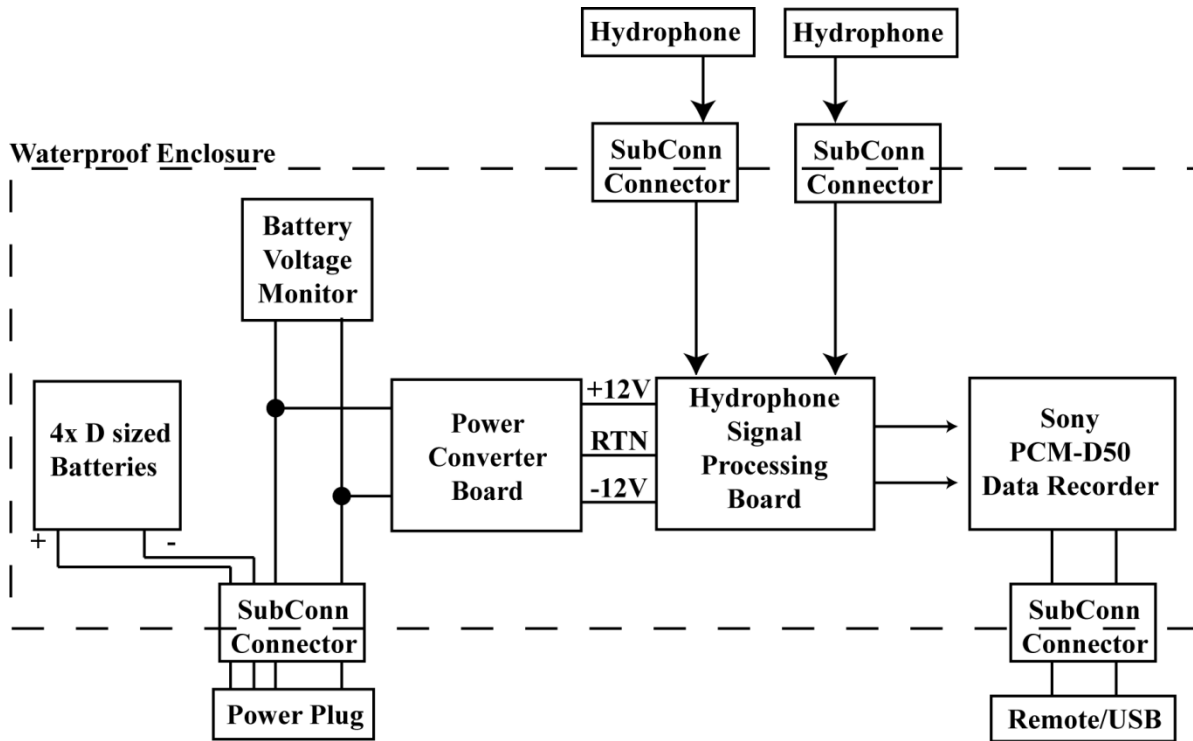 Hydrophone
Hydrophone
SubConn
Connector
SubConn
Connector
Waterproof Enclosure
Battery
Voltage
Monitor
4x D sized
Batteries
+
-
Power
Converter
Board
+12V
RTN
-12V
Hydrophone
Signal
Processing
Board
Sony
PCM-D50
Data Recorder
SubConn
Connector
Power Plug
SubConn
Connector
Remote/USB